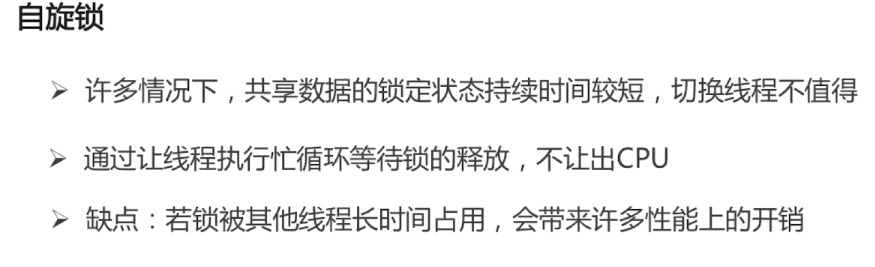 自旋锁
➢ 许多情况下，共享数据的锁定状态持续时间较短，切换线程不值得
➢ 通过让线程执行忙循环等待锁的释放，不让出CPU
➢ 缺点：若锁被其他线程长时间占用，会带来许多性能上的开销